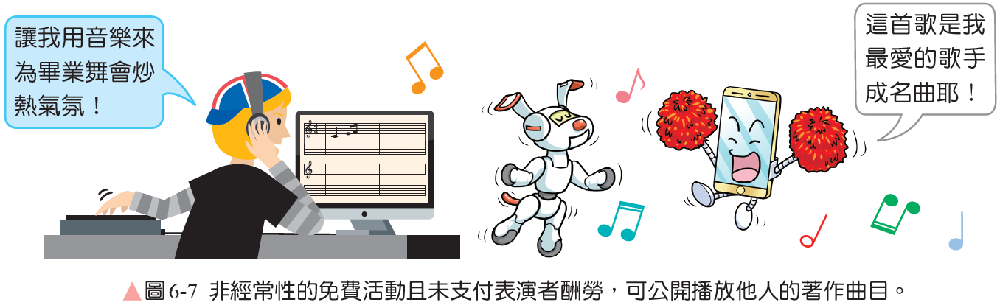 讓我用音樂來
為畢業舞會炒
熱氣氛！
這首歌是我
最愛的歌手
成名曲耶！
▲圖6-7 非經常性的免費活動且未支付表演者酬勞，可公開播放他人的著作曲目。